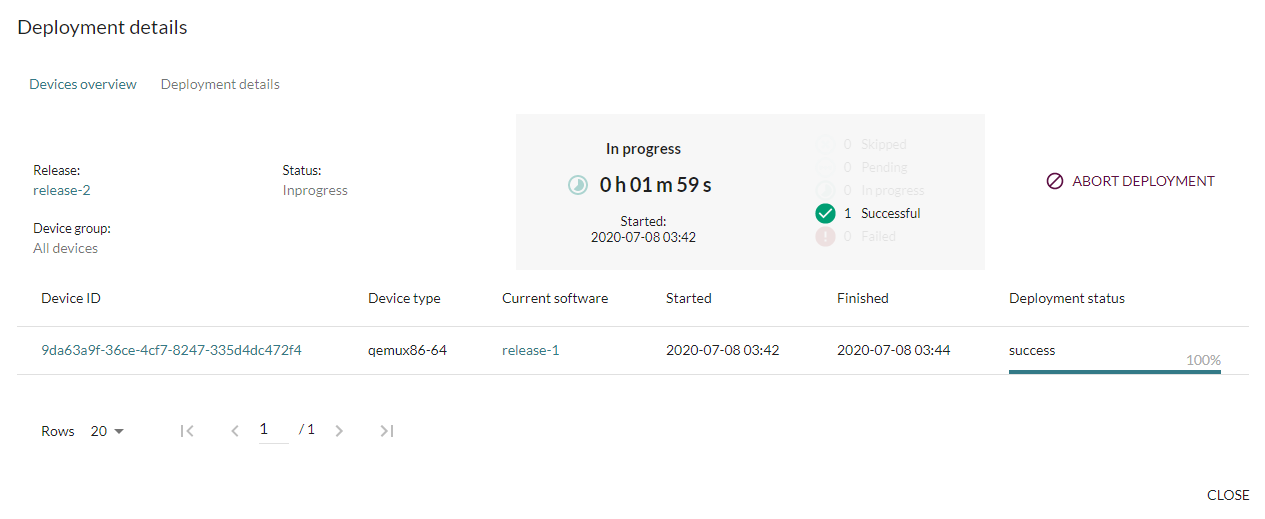 Deployment details
Devices overview Deployment details
Release:
release-2
Status:
Inprogress
Device group:
All devices
In progress
0 h 01 m 59 s
Started:
2020-07-08 03:42
0 Skipped
0 Pending
0 In progress
1 Successful
0 Failed
ABORT DEPLOYMENT
Device ID Device type Current software Started Finished Deployment status
9da63a9f-36ce-4cf7-8247-335d4dc472f4 qemux86-64 release-1 2020-07-08 03:42 2020-07-08 03:44 success 100%
Rows 20 1 / 1
CLOSE